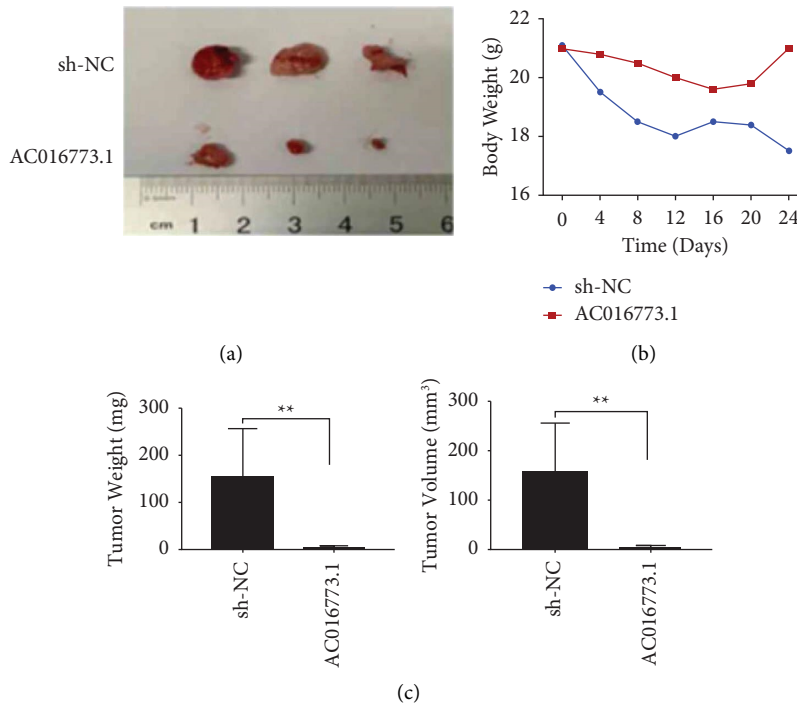 sh-NC
AC016773.1
cm 1 2 3 4 5 6
(a)
Body Weight (g)
22
20
18
16
0 4 8 12 16 20 24
Time (Days)
sh-NC
AC016773.1
(b)
Tumor Weight (mg)
300
200
100
0
**
sh-NC
AC016773.1
Tumor Volume (mm³)
300
200
100
0
**
sh-NC
AC016773.1
(c)